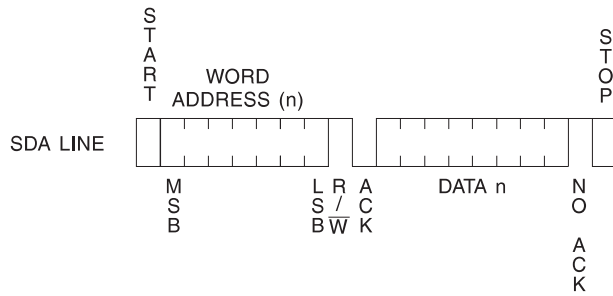 START
STOP
WORD
ADDRESS (n)
SDA LINE
MSB
LSB
R/W̅
ACK
DATA n
NO ACK